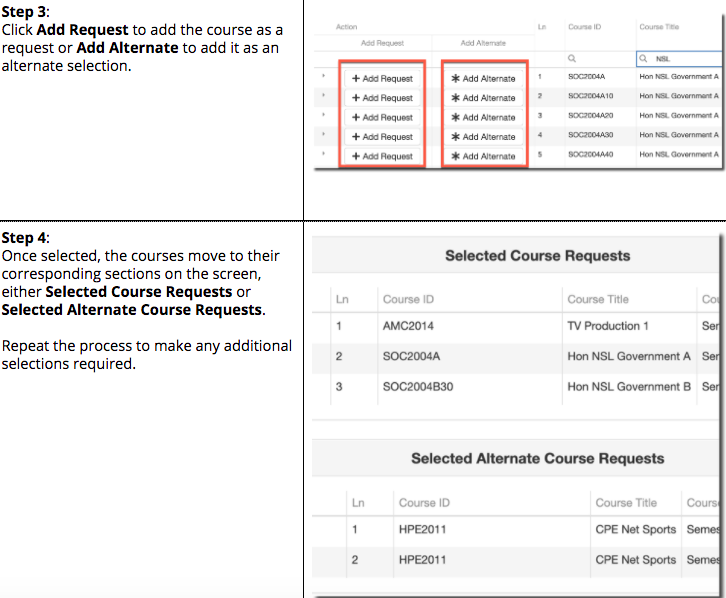 Step 3:
Click Add Request to add the course as a
request or Add Alternate to add it as an
alternate selection.
Action Ln Course ID Course Title
Add Request Add Alternate
NSL
+ Add Request * Add Alternate 1 SOC2004A Hon NSL Government A
+ Add Request * Add Alternate 2 SOC2004A10 Hon NSL Government A
+ Add Request * Add Alternate 3 SOC2004A20 Hon NSL Government A
+ Add Request * Add Alternate 4 SOC2004A30 Hon NSL Government A
+ Add Request * Add Alternate 5 SOC2004A40 Hon NSL Government A
Step 4:
Once selected, the courses move to their
corresponding sections on the screen,
either Selected Course Requests or
Selected Alternate Course Requests.
Repeat the process to make any additional
selections required.
Selected Course Requests
Ln Course ID Course Title Cou
1 AMC2014 TV Production 1 Ser
2 SOC2004A Hon NSL Government A Ser
3 SOC2004B30 Hon NSL Government B Ser
Selected Alternate Course Requests
Ln Course ID Course Title Cours
1 HPE2011 CPE Net Sports Semes
2 HPE2011 CPE Net Sports Semes